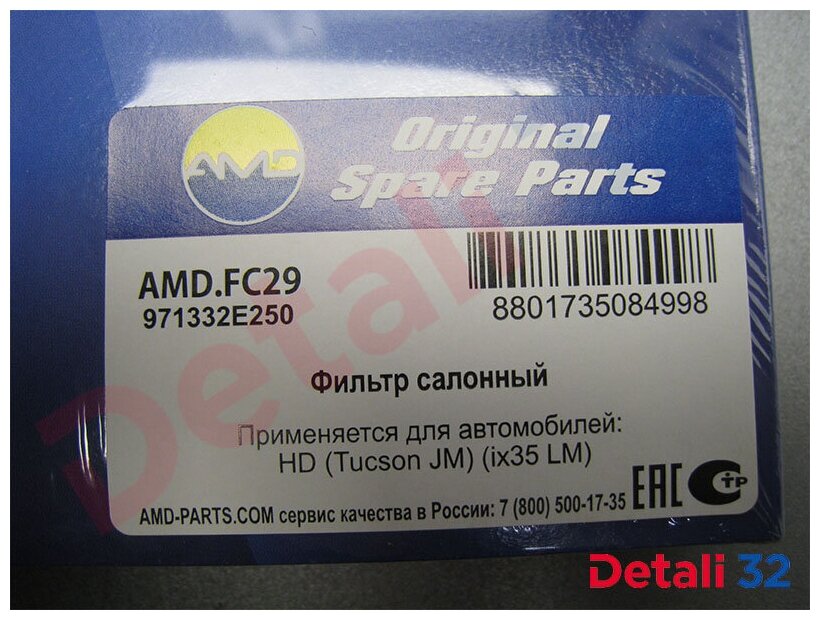 AMD
Original
Spare Parts
AMD.FC29
971332E250
8801735084998
Фильтр салонный
Применяется для автомобилей:
HD (Tucson JM) (ix35 LM)
AMD-PARTS.COM сервис качества в России: 7 (800) 500-17-35
EAC
СТР
Detali
Detali 32